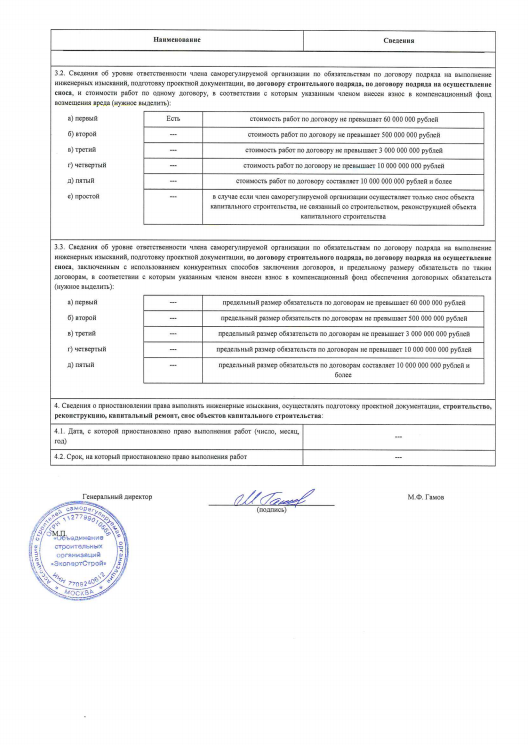 Наименование Сведения
3.2. Сведения об уровне ответственности члена саморегулируемой организации по обязательствам по договору подряда на выполнение
инженерных изысканий, подготовку проектной документации, по договору строительного подряда, по договору подряда на осуществление
сноса, и стоимости работ по одному договору, в соответствии с которым указанным членом внесен взнос в компенсационный фонд
возмещения вреда (нужное выделить):
а) первый Есть стоимость работ по договору не превышает 60 000 000 рублей
б) второй --- стоимость работ по договору не превышает 500 000 000 рублей
в) третий --- стоимость работ по договору не превышает 3 000 000 000 рублей
г) четвертый --- стоимость работ по договору не превышает 10 000 000 000 рублей
д) пятый --- стоимость работ по договору составляет 10 000 000 000 рублей и более
е) простой --- в случае если член саморегулируемой организации осуществляет только снос объекта
капитального строительства, не связанный со строительством, реконструкцией объекта
капитального строительства
3.3. Сведения об уровне ответственности члена саморегулируемой организации по обязательствам по договору подряда на выполнение
инженерных изысканий, подготовку проектной документации, по договору строительного подряда, по договору подряда на осуществление
сноса, заключенным с использованием конкурентных способов заключения договоров, и предельному размеру обязательств по таким
договорам, в соответствии с которым указанным членом внесен взнос в компенсационный фонд обеспечения договорных обязательств
(нужное выделить):
а) первый --- предельный размер обязательств по договорам не превышает 60 000 000 рублей
б) второй --- предельный размер обязательств по договорам не превышает 500 000 000 рублей
в) третий --- предельный размер обязательств по договорам не превышает 3 000 000 000 рублей
г) четвертый --- предельный размер обязательств по договорам не превышает 10 000 000 000 рублей
д) пятый --- предельный размер обязательств по договорам составляет 10 000 000 000 рублей и
более
4. Сведения о приостановлении права выполнять инженерные изыскания, осуществлять подготовку проектной документации, строительство,
реконструкцию, капитальный ремонт, снос объектов капитального строительства:
4.1. Дата, с которой приостановлено право выполнения работ (число, месяц,
год) ---
4.2. Срок, на который приостановлено право выполнения работ ---
Генеральный директор М.Ф. Гамов
(подпись)
М.П.
Ассоциация строителей саморегулируемая организация
ОГРН 1127799010568
«Объединение
строительных
организаций
«ЭкспертСтрой»
ИНН 7709240612
* МОСКВА *